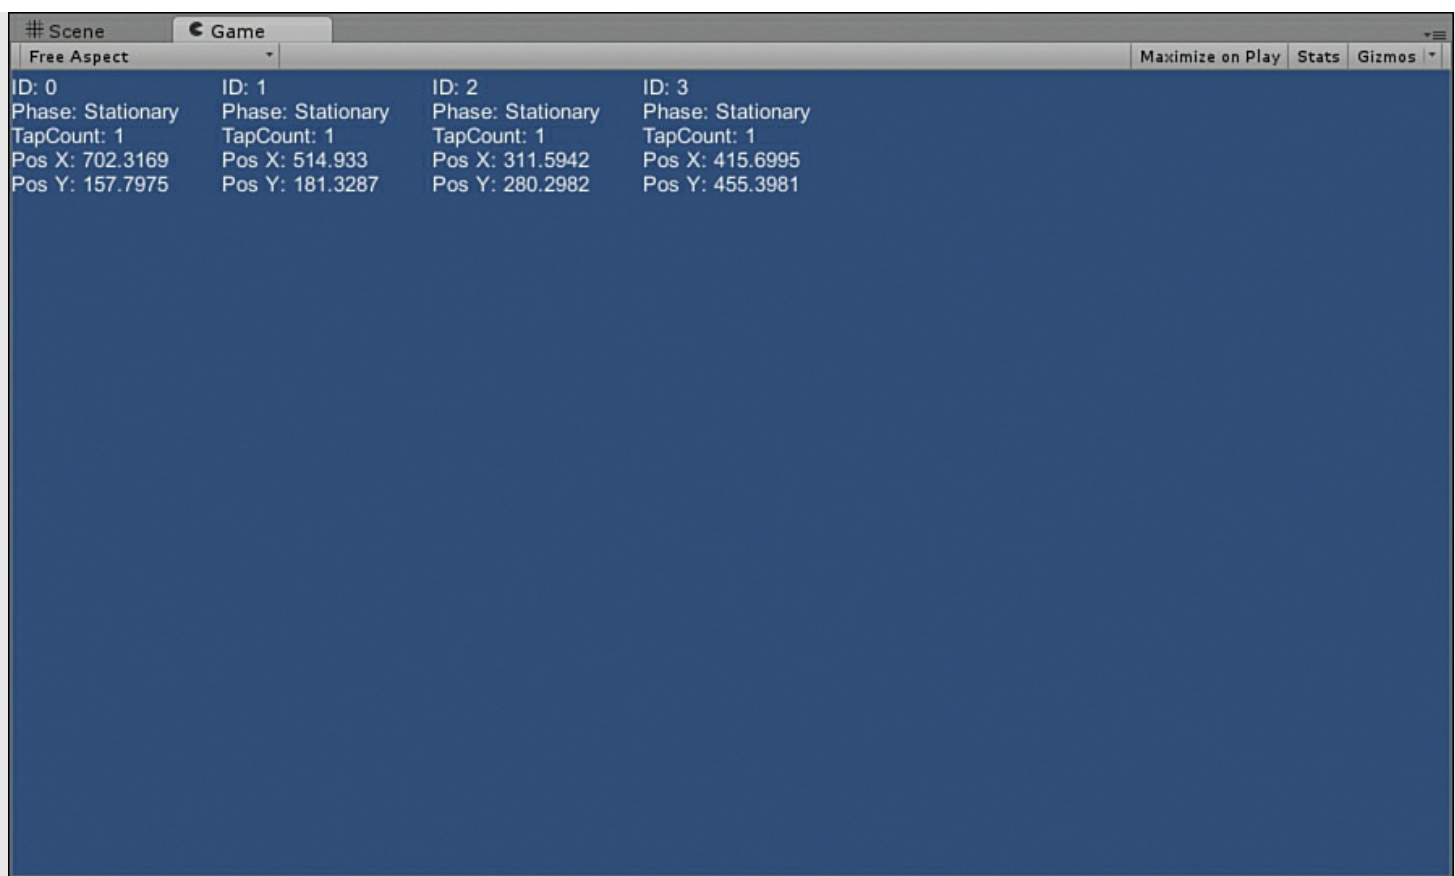 Scene Game
Free Aspect Maximize on Play Stats Gizmos
ID: 0 ID: 1 ID: 2 ID: 3
Phase: Stationary Phase: Stationary Phase: Stationary Phase: Stationary
TapCount: 1 TapCount: 1 TapCount: 1 TapCount: 1
Pos X: 702.3169 Pos X: 514.933 Pos X: 311.5942 Pos X: 415.6995
Pos Y: 157.7975 Pos Y: 181.3287 Pos Y: 280.2982 Pos Y: 455.3981